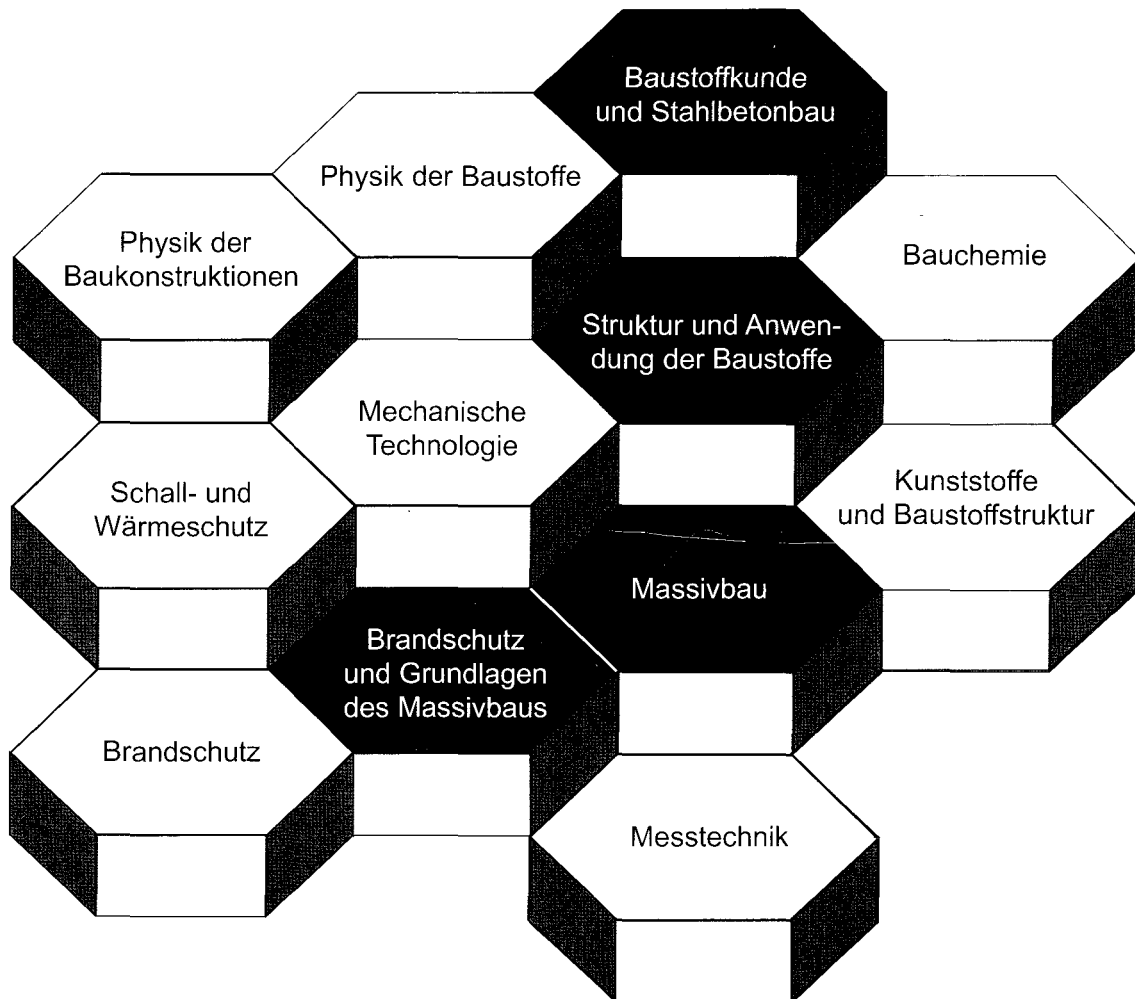 Baustoffkunde
und Stahlbetonbau
Physik der Baustoffe
Physik der
Baukonstruktionen
Bauchemie
Struktur und Anwen-
dung der Baustoffe
Mechanische
Technologie
Schall- und
Wärmeschutz
Kunststoffe
und Baustoffstruktur
Massivbau
Brandschutz
und Grundlagen
des Massivbaus
Brandschutz
Messtechnik